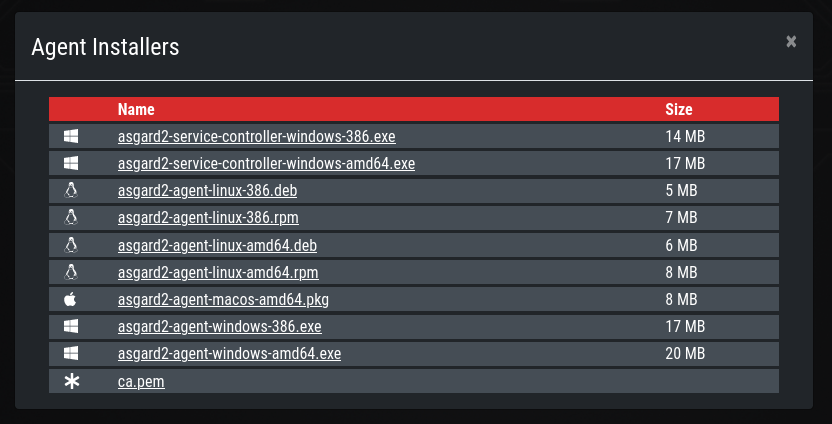 Agent Installers ×
Name Size
asgard2-service-controller-windows-386.exe 14 MB
asgard2-service-controller-windows-amd64.exe 17 MB
asgard2-agent-linux-386.deb 5 MB
asgard2-agent-linux-386.rpm 7 MB
asgard2-agent-linux-amd64.deb 6 MB
asgard2-agent-linux-amd64.rpm 8 MB
asgard2-agent-macos-amd64.pkg 8 MB
asgard2-agent-windows-386.exe 17 MB
asgard2-agent-windows-amd64.exe 20 MB
ca.pem